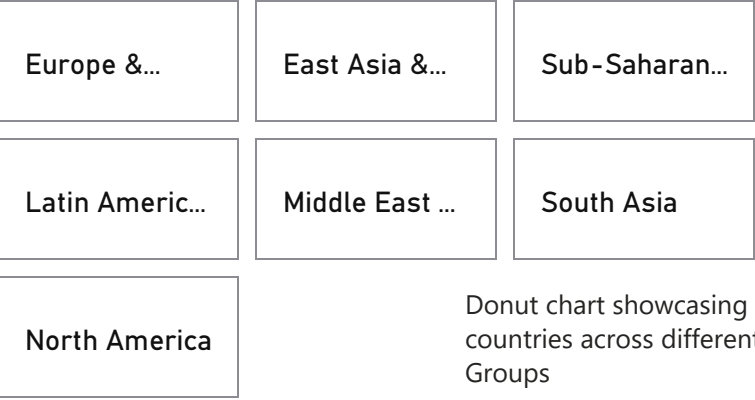 Europe &...
East Asia &...
Sub-Saharan...
Latin Americ...
Middle East ...
South Asia
North America
Donut chart showcasing
countries across different
Groups